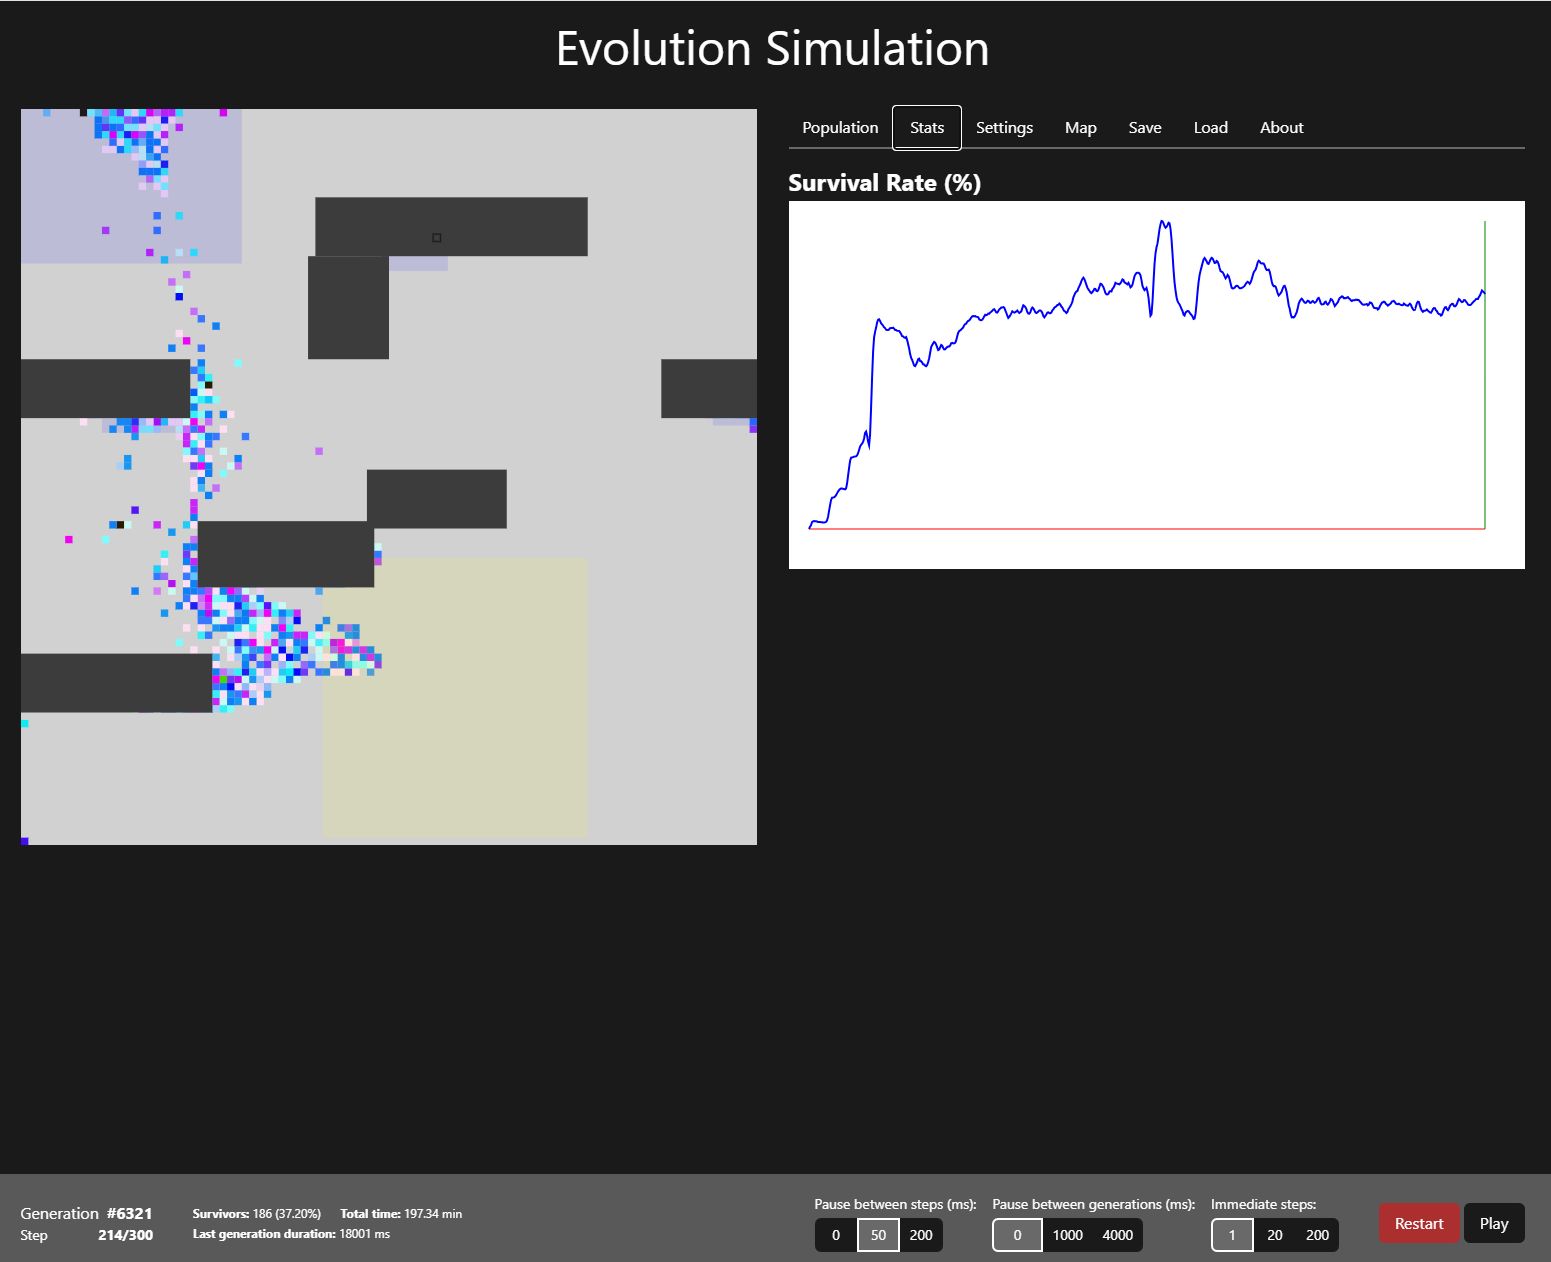 Evolution Simulation
Population Stats Settings Map Save Load About
Survival Rate (%)
Generation #6321
Step 214/300
Survivors: 186 (37.20%) Total time: 197.34 min
Last generation duration: 18001 ms
Pause between steps (ms):
0 50 200
Pause between generations (ms):
0 1000 4000
Immediate steps:
1 20 200
Restart Play